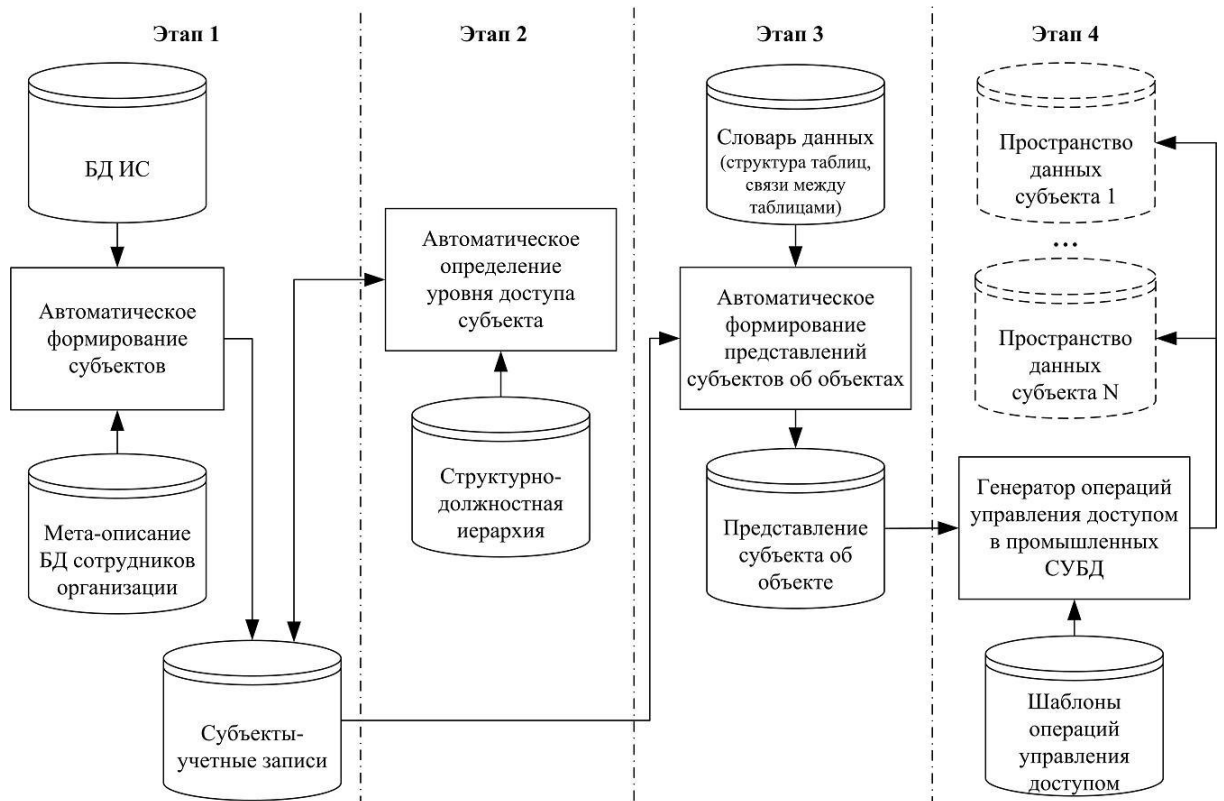 Этап 1
Этап 2
Этап 3
Этап 4
БД ИС
Автоматическое
формирование
субъектов
Мета-описание
БД сотрудников
организации
Субъекты-
учетные записи
Автоматическое
определение
уровня доступа
субъекта
Структурно-
должностная
иерархия
Словарь данных
(структура таблиц,
связи между
таблицами)
Автоматическое
формирование
представлений
субъектов об объектах
Представление
субъекта об
объекте
Пространство
данных
субъекта 1
...
Пространство
данных
субъекта N
Генератор операций
управления доступом
в промышленных
СУБД
Шаблоны
операций
управления
доступом